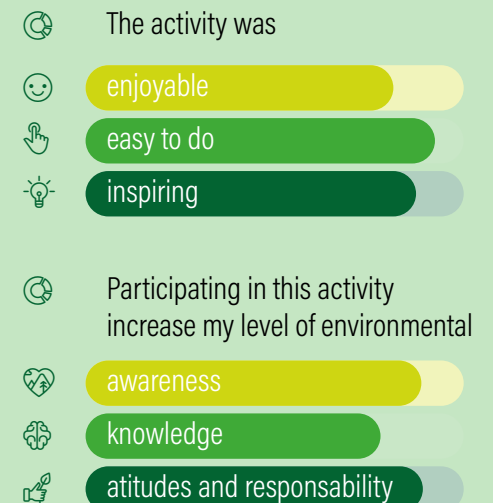 The activity was
enjoyable
easy to do
inspiring
Participating in this activity
increase my level of environmental
awareness
knowledge
atitudes and responsability